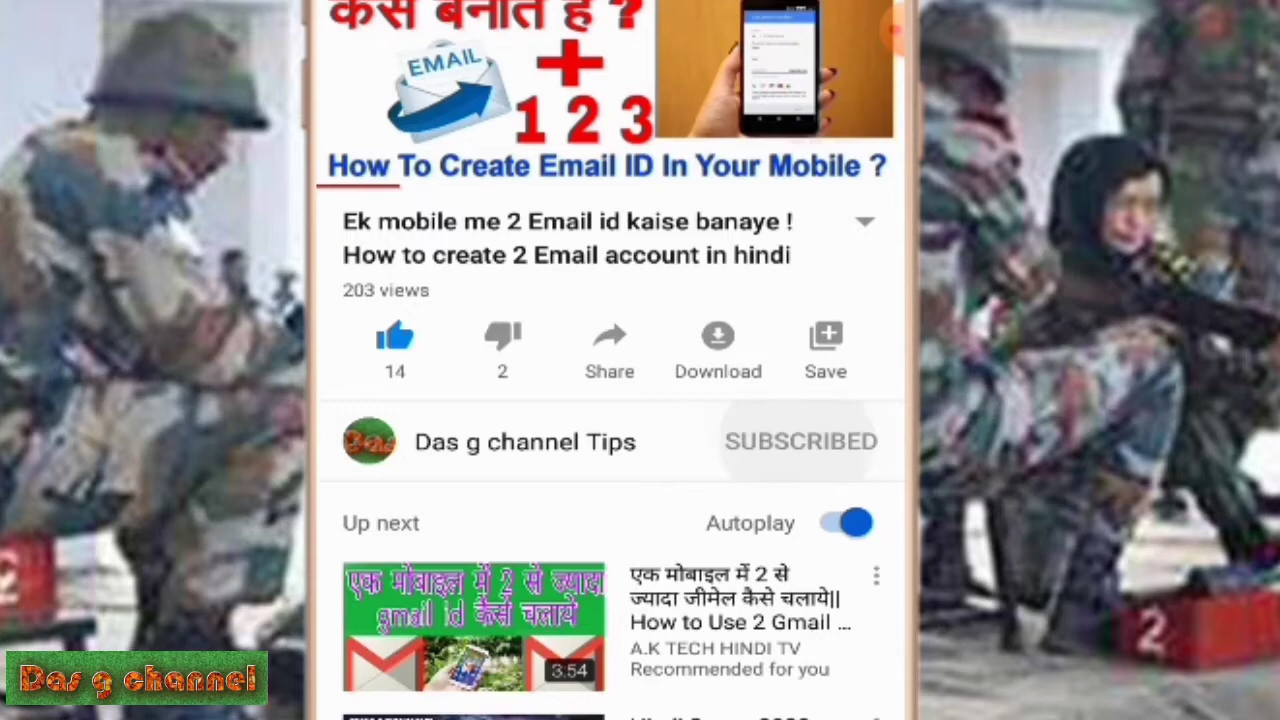 कैसे बनाते हैं ?
EMAIL
+
1 2 3
How To Create Email ID In Your Mobile ?
Ek mobile me 2 Email id kaise banaye !
How to create 2 Email account in hindi
203 views
14
2
Share
Download
Save
Das
Das g channel Tips
SUBSCRIBED
Up next
Autoplay
एक मोबाइल में 2 से ज्यादा
gmail id कैसे चलाये
3:54
एक मोबाइल में 2 से
ज्यादा जीमेल कैसे चलाये||
How to Use 2 Gmail ...
A.K TECH HINDI TV
Recommended for you
2
2
Das g channel